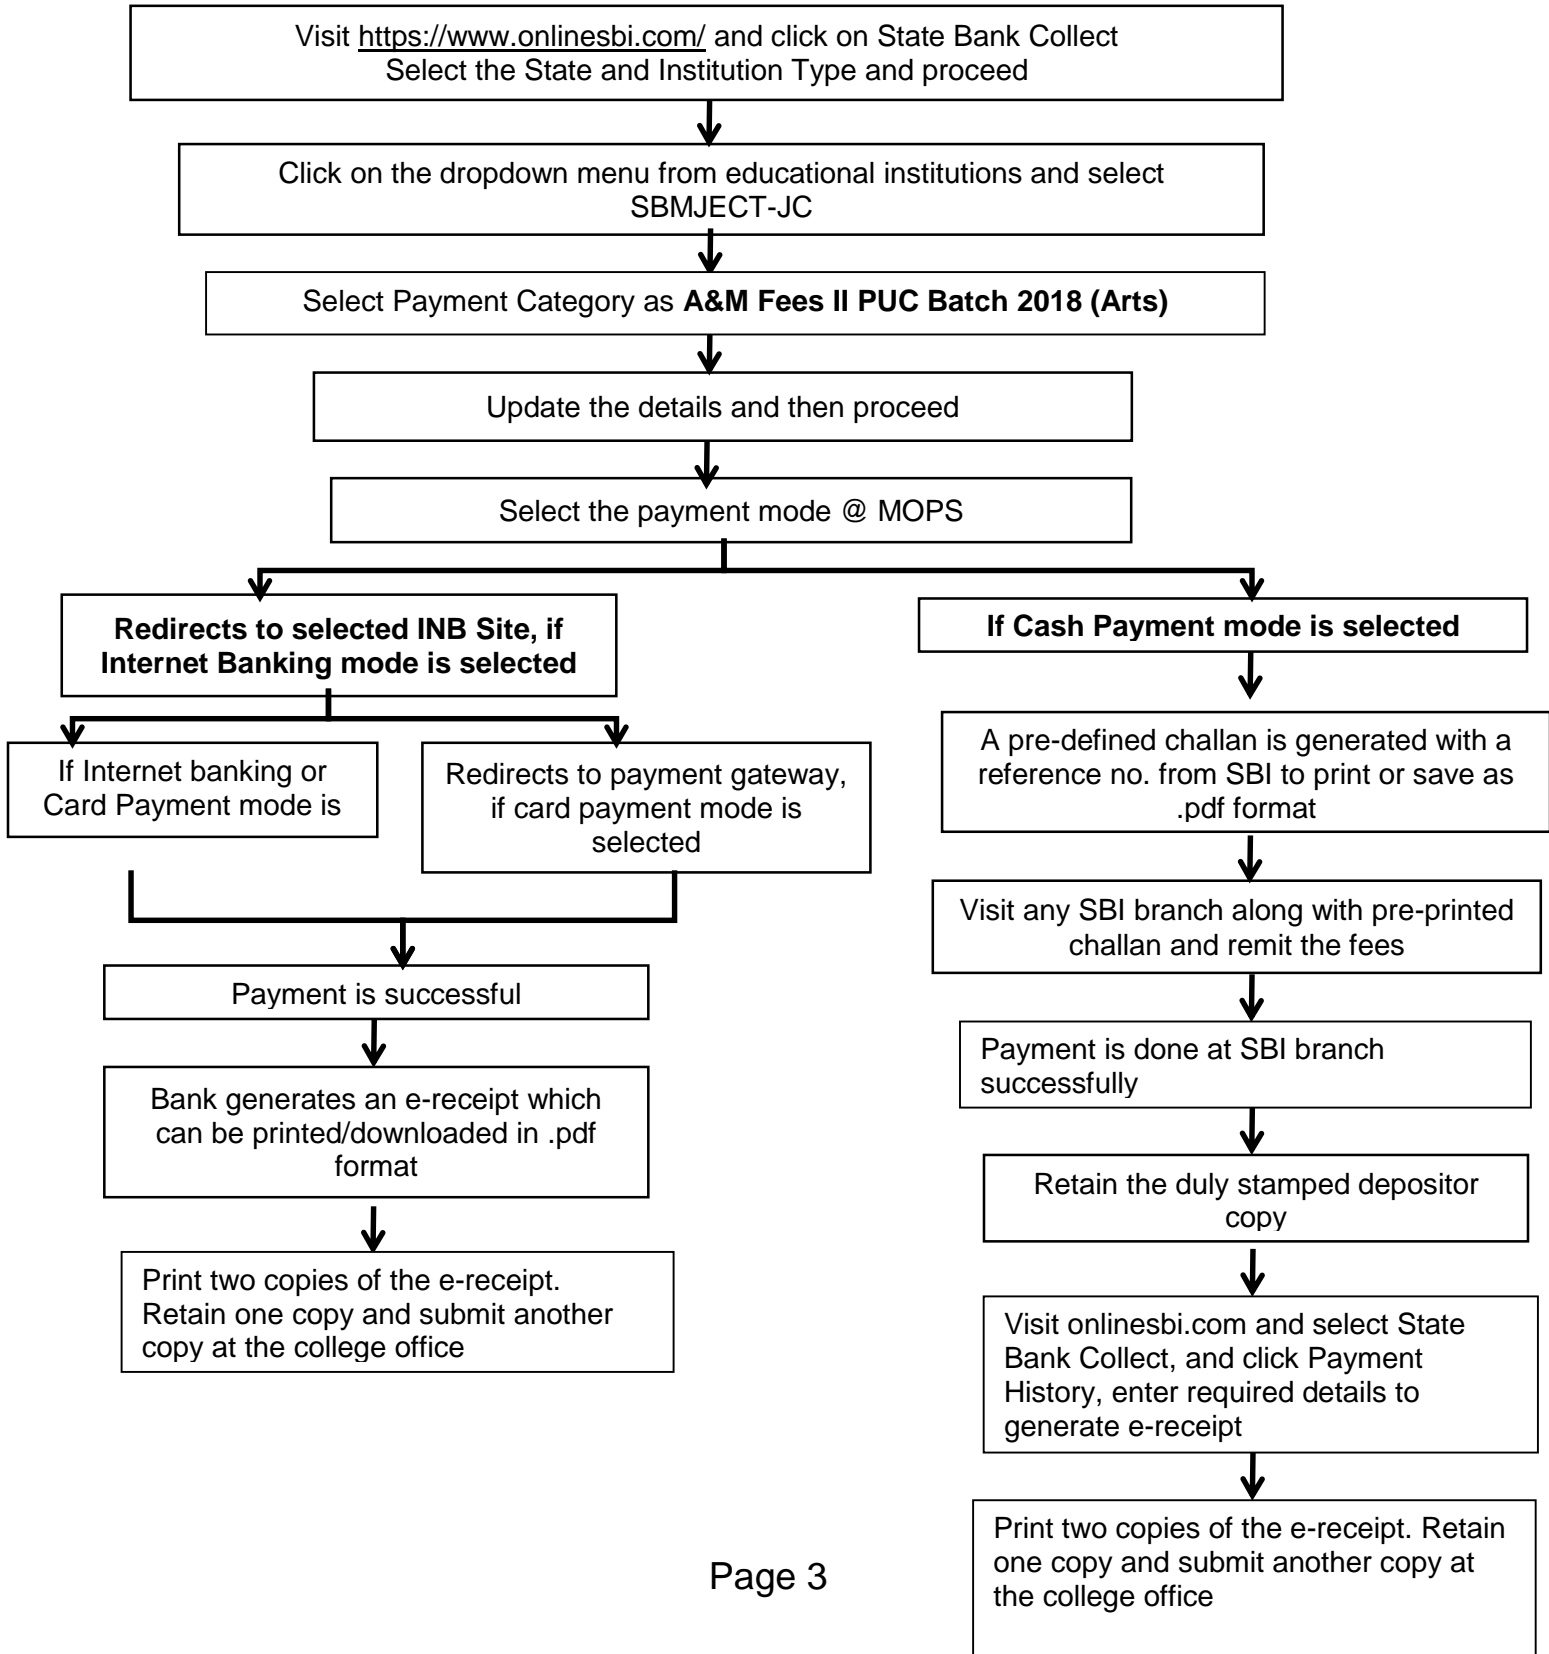 Visit https://www.onlinesbi.com/ and click on State Bank Collect
Select the State and Institution Type and proceed
Click on the dropdown menu from educational institutions and select
SBMJECT-JC
Select Payment Category as A&M Fees II PUC Batch 2018 (Arts)
Update the details and then proceed
Select the payment mode @ MOPS
Redirects to selected INB Site, if
Internet Banking mode is selected
If Internet banking or
Card Payment mode is
Redirects to payment gateway,
if card payment mode is
selected
Payment is successful
Bank generates an e-receipt which
can be printed/downloaded in .pdf
format
Print two copies of the e-receipt.
Retain one copy and submit another
copy at the college office
If Cash Payment mode is selected
A pre-defined challan is generated with a
reference no. from SBI to print or save as
.pdf format
Visit any SBI branch along with pre-printed
challan and remit the fees
Payment is done at SBI branch
successfully
Retain the duly stamped depositor
copy
Visit onlinesbi.com and select State
Bank Collect, and click Payment
History, enter required details to
generate e-receipt
Print two copies of the e-receipt. Retain
one copy and submit another copy at
the college office
Page 3